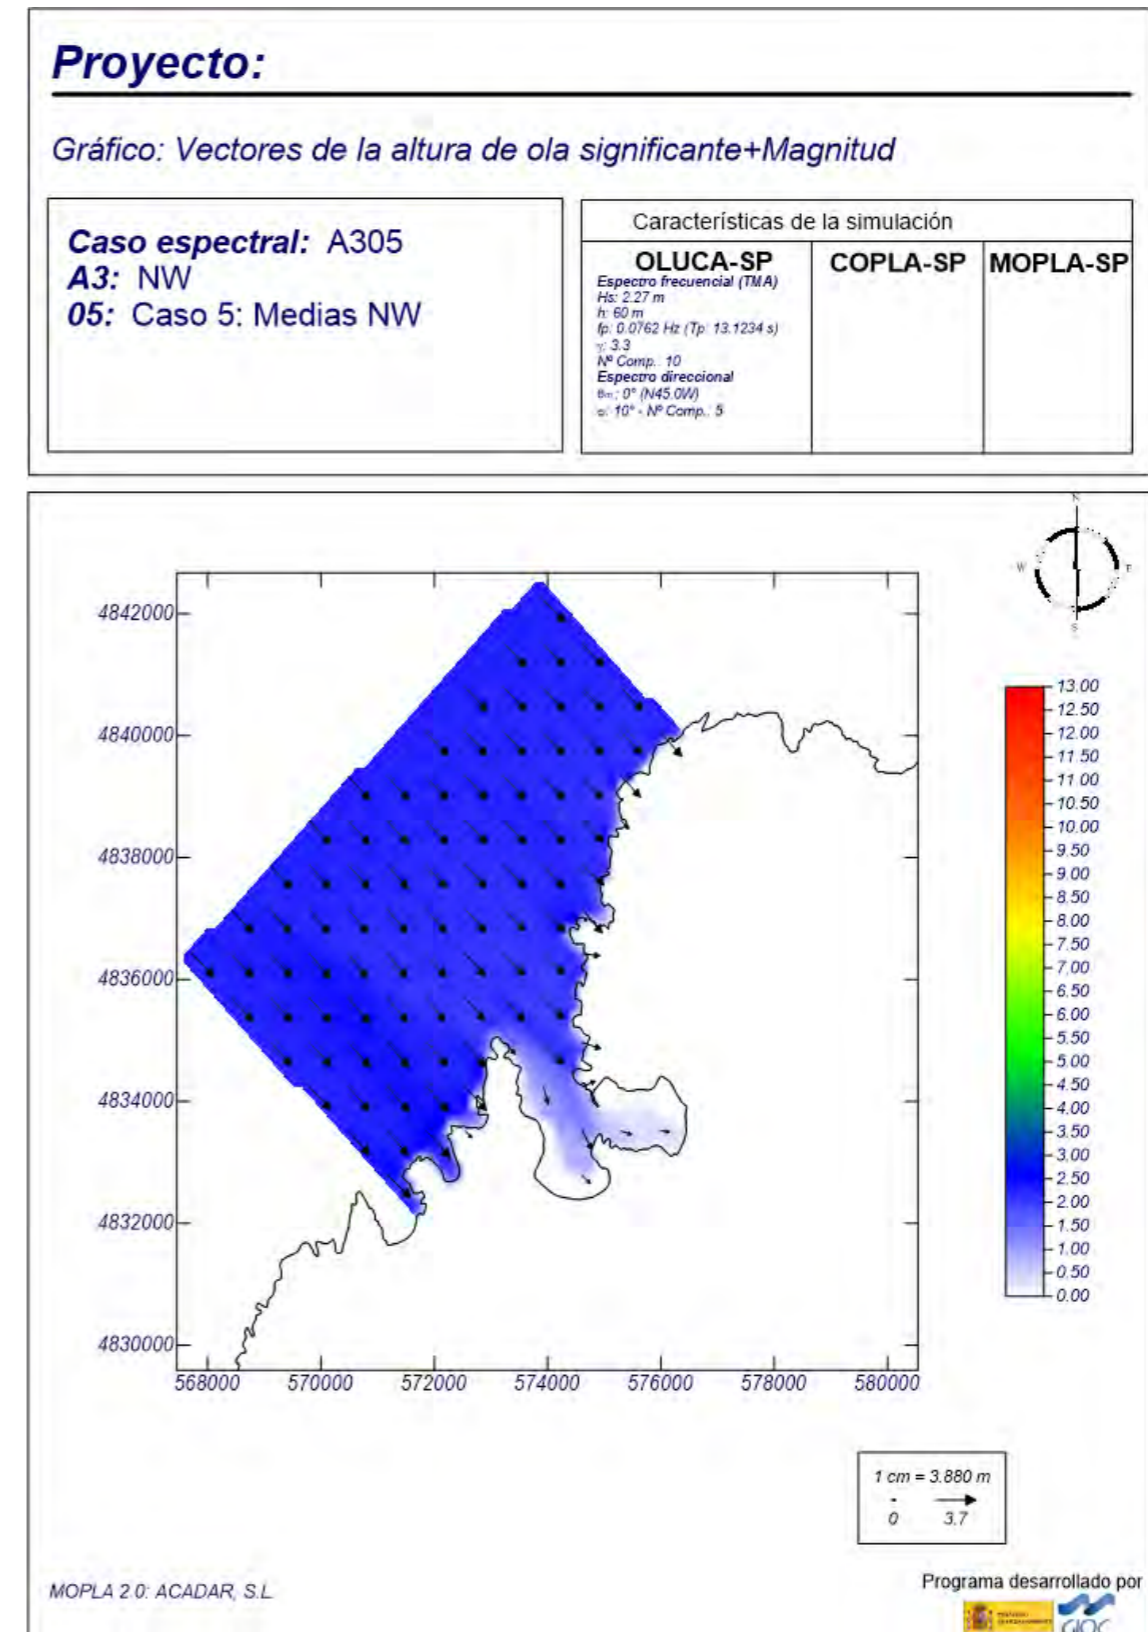 Proyecto:
Gráfico: Vectores de la altura de ola significante+Magnitud
Caso espectral: A305
A3: NW
05: Caso 5: Medias NW
Características de la simulación
OLUCA-SP
COPLA-SP
MOPLA-SP
Espectro frecuencial (TMA)
Hs: 2.27 m
h: 60 m
fp: 0.0762 Hz (Tp: 13.1234 s)
γ: 3.3
Nº Comp.: 10
Espectro direccional
θm: 0° (N45.0W)
σ: 10° - Nº Comp.: 5
N
W
E
S
4842000
4840000
4838000
4836000
4834000
4832000
4830000
568000
570000
572000
574000
576000
578000
580000
13.00
12.50
12.00
11.50
11.00
10.50
10.00
9.50
9.00
8.50
8.00
7.50
7.00
6.50
6.00
5.50
5.00
4.50
4.00
3.50
3.00
2.50
2.00
1.50
1.00
0.50
0.00
1 cm = 3.880 m
0
3.7
MOPLA 2.0: ACADAR, S.L.
Programa desarrollado por
GIOC